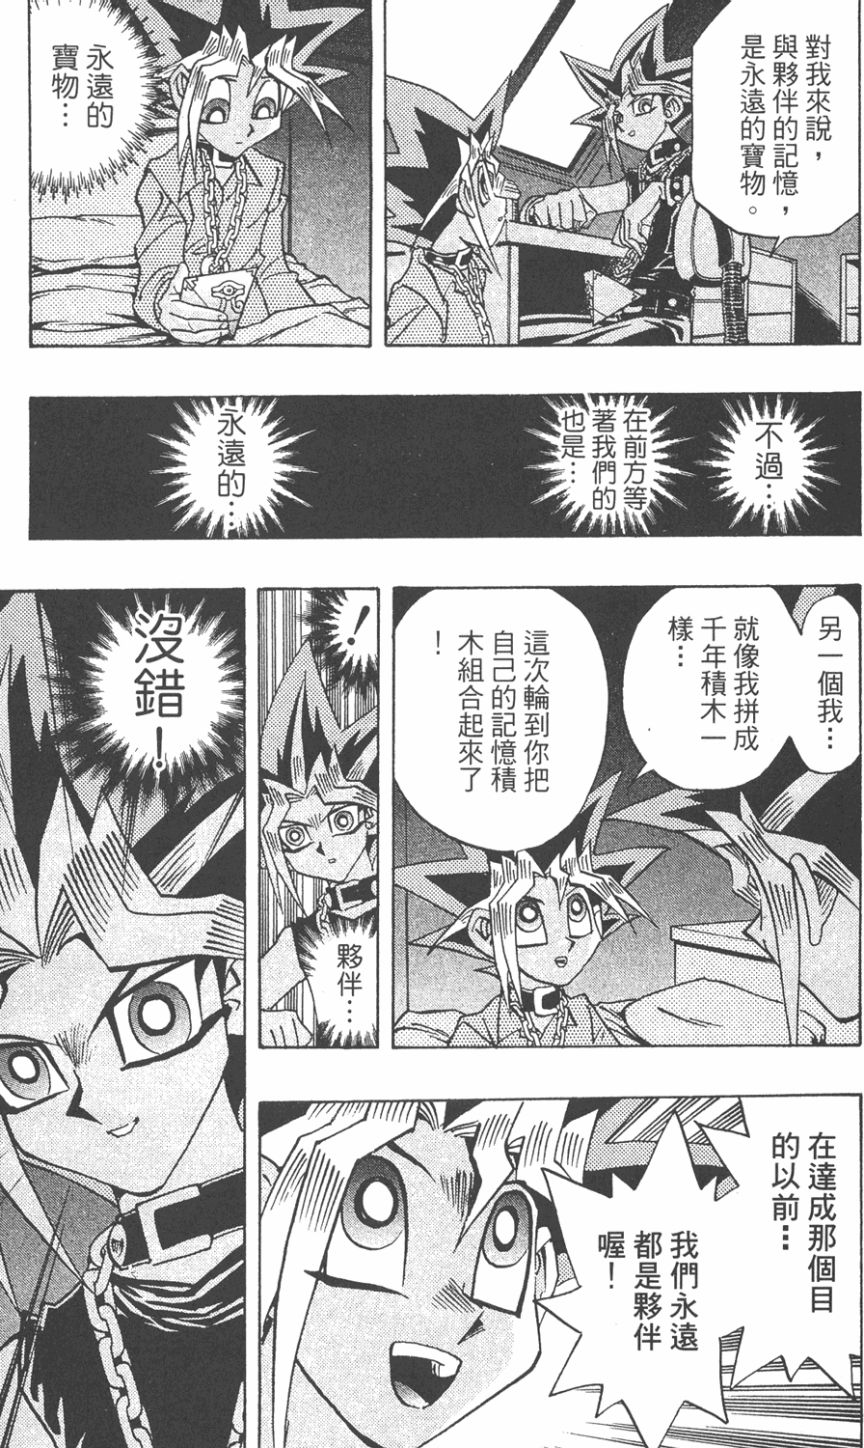 對我來說，
與夥伴的記憶，
是永遠的寶物。
永遠的
寶物…
不過…
在前方等
著我們的
也是…
永遠的…
另一個我…
就像我拼成
千年積木一
樣…
這次輪到你把
自己的記憶積
木組合起來了
！
！
夥伴…
沒錯！
在達成那個目
的以前…
我們永遠
都是夥伴
喔！